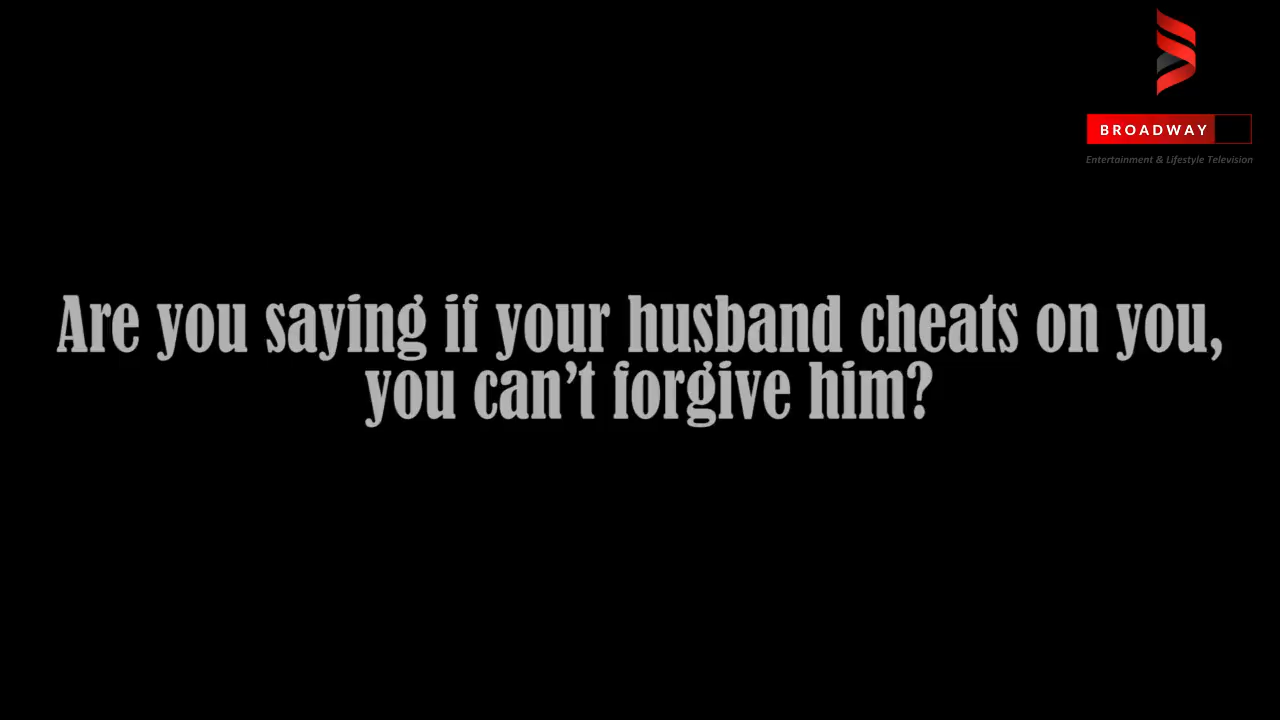 BROADWAY
Entertainment & Lifestyle Television
Are you saying if your husband cheats on you,
you can’t forgive him?